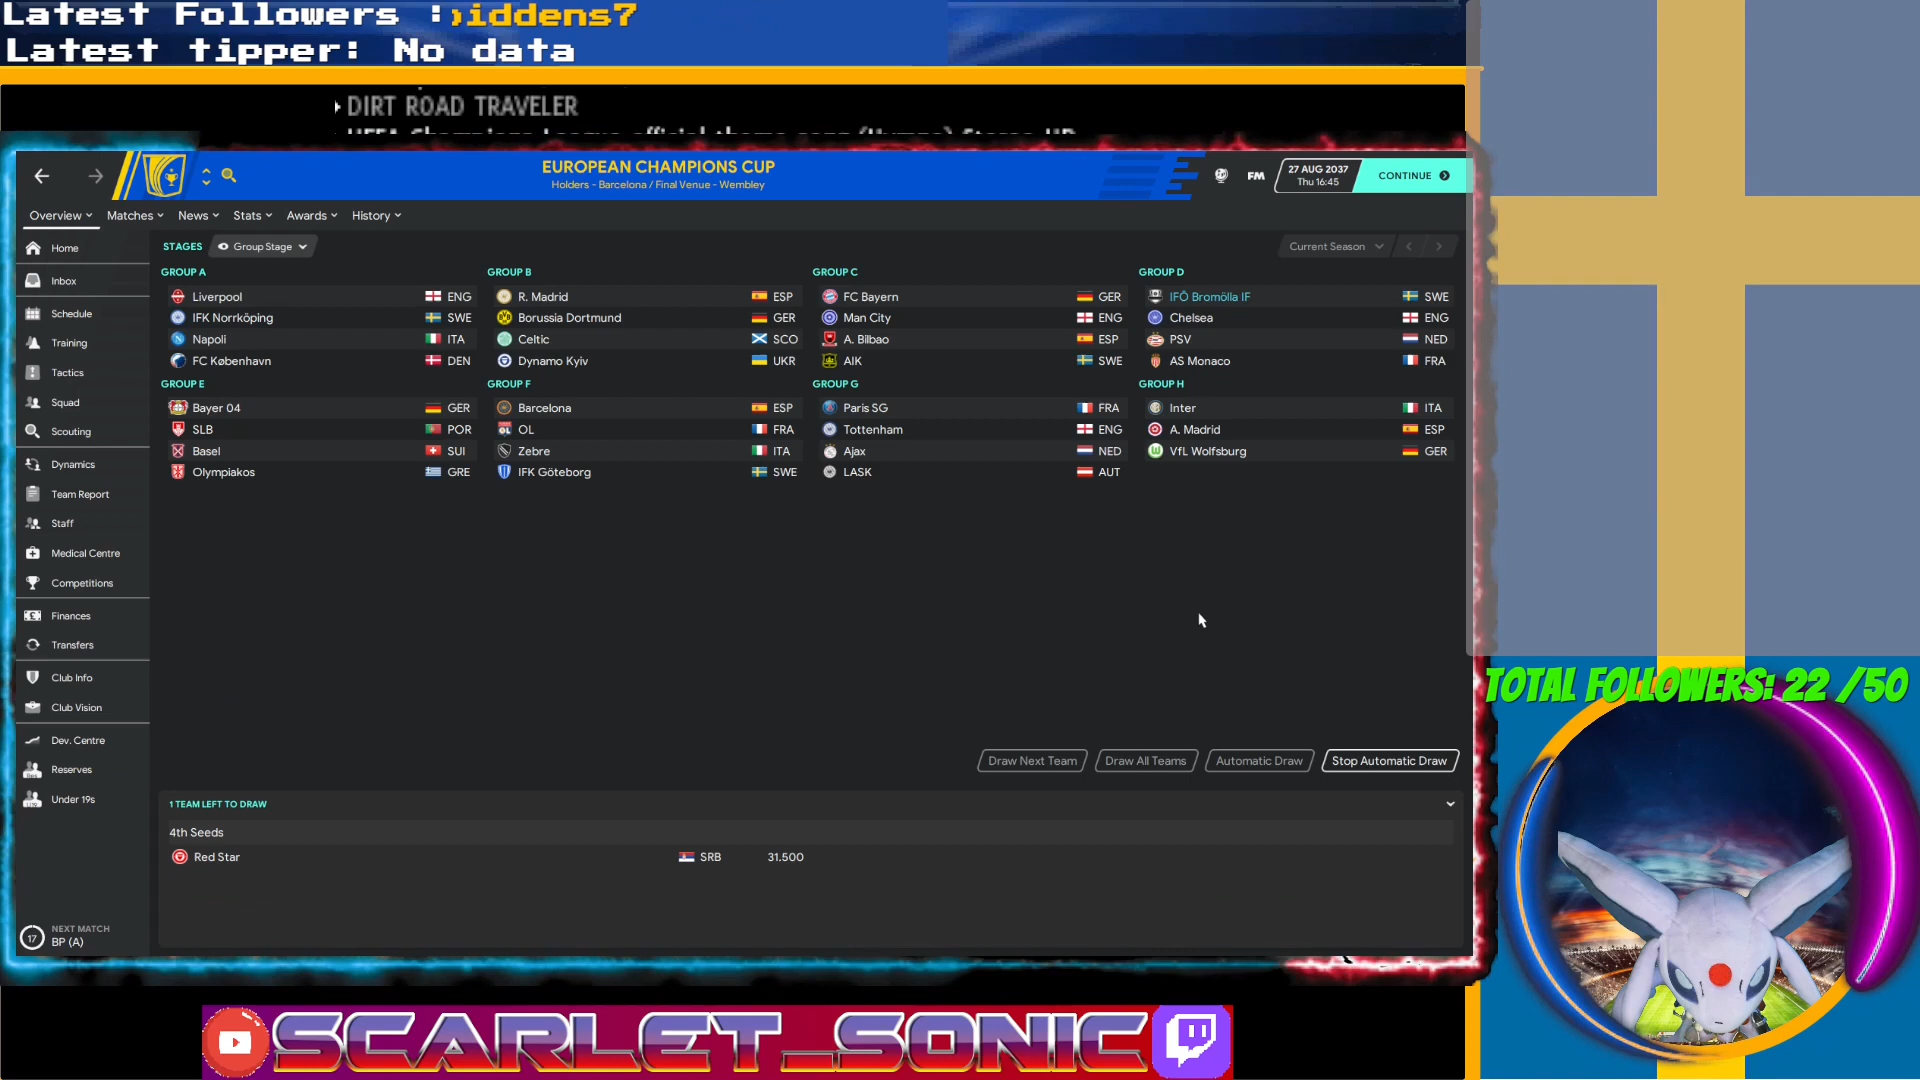 Latest Followers :
iddens7
Latest tipper: No data
DIRT ROAD TRAVELER
EUROPEAN CHAMPIONS CUP
Holders - Barcelona / Final Venue - Wembley
FM
27 AUG 2037
Thu 16:45
CONTINUE
Overview
Matches
News
Stats
Awards
History
Home
Inbox
Schedule
Training
Tactics
Squad
Scouting
Dynamics
Team Report
Staff
Medical Centre
Competitions
Finances
Transfers
Club Info
Club Vision
Dev. Centre
Reserves
Under 19s
17
NEXT MATCH
BP (A)
STAGES
Group Stage
Current Season
GROUP A
Liverpool ENG
IFK Norrköping SWE
Napoli ITA
FC København DEN
GROUP B
R. Madrid ESP
Borussia Dortmund GER
Celtic SCO
Dynamo Kyiv UKR
GROUP C
FC Bayern GER
Man City ENG
A. Bilbao ESP
AIK SWE
GROUP D
IFÖ Bromölla IF SWE
Chelsea ENG
PSV NED
AS Monaco FRA
GROUP E
Bayer 04 GER
SLB POR
Basel SUI
Olympiakos GRE
GROUP F
Barcelona ESP
OL FRA
Zebre ITA
IFK Göteborg SWE
GROUP G
Paris SG FRA
Tottenham ENG
Ajax NED
LASK AUT
GROUP H
Inter ITA
A. Madrid ESP
VfL Wolfsburg GER
Draw Next Team
Draw All Teams
Automatic Draw
Stop Automatic Draw
1 TEAM LEFT TO DRAW
4th Seeds
Red Star SRB 31.500
TOTAL FOLLOWERS: 22 /50
SCARLET_SONIC